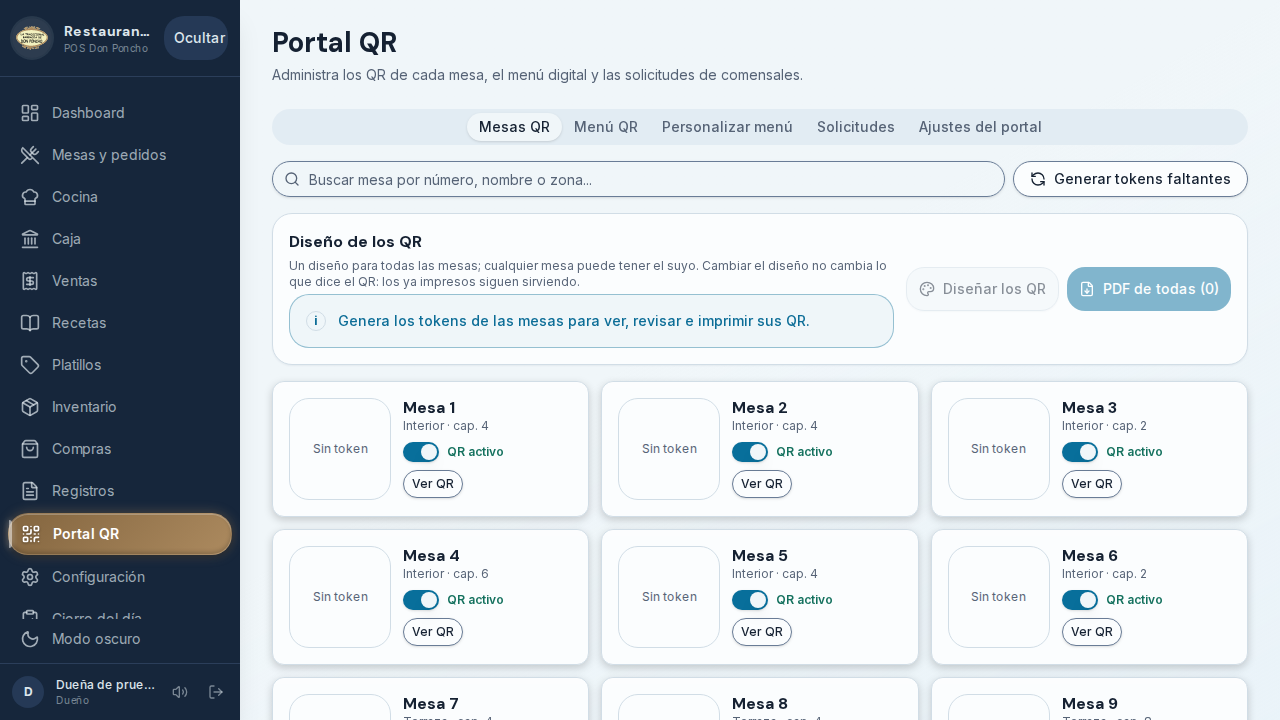 Restauran...
POS Don Poncho
Ocultar
Dashboard
Mesas y pedidos
Cocina
Caja
Ventas
Recetas
Platillos
Inventario
Compras
Registros
Portal QR
Configuración
Cierre del día
Modo oscuro
D
Dueña de prue...
Dueño
Portal QR
Administra los QR de cada mesa, el menú digital y las solicitudes de comensales.
Mesas QR
Menú QR
Personalizar menú
Solicitudes
Ajustes del portal
Buscar mesa por número, nombre o zona...
Generar tokens faltantes
Diseño de los QR
Un diseño para todas las mesas; cualquier mesa puede tener el suyo. Cambiar el diseño no cambia lo
que dice el QR: los ya impresos siguen sirviendo.
i
Genera los tokens de las mesas para ver, revisar e imprimir sus QR.
Diseñar los QR
PDF de todas (0)
Sin token
Mesa 1
Interior · cap. 4
QR activo
Ver QR
Sin token
Mesa 2
Interior · cap. 4
QR activo
Ver QR
Sin token
Mesa 3
Interior · cap. 2
QR activo
Ver QR
Sin token
Mesa 4
Interior · cap. 6
QR activo
Ver QR
Sin token
Mesa 5
Interior · cap. 4
QR activo
Ver QR
Sin token
Mesa 6
Interior · cap. 2
QR activo
Ver QR
Mesa 7
Mesa 8
Mesa 9